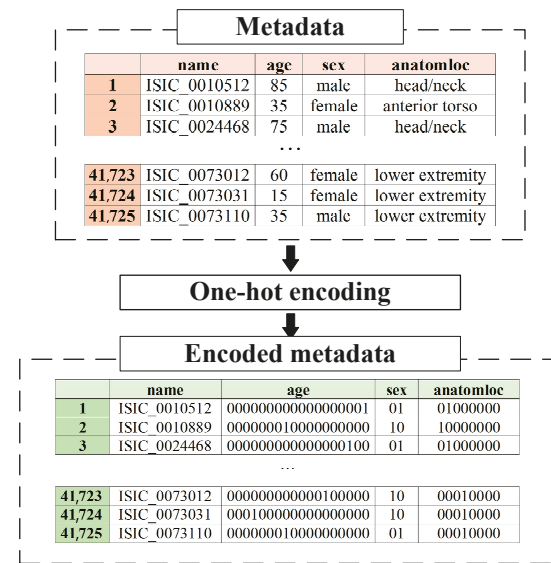 Metadata
name age sex anatomloc
1 ISIC_0010512 85 male head/neck
2 ISIC_0010889 35 female anterior torso
3 ISIC_0024468 75 male head/neck
...
41,723 ISIC_0073012 60 female lower extremity
41,724 ISIC_0073031 15 female lower extremity
41,725 ISIC_0073110 35 male lower extremity
One-hot encoding
Encoded metadata
name age sex anatomloc
1 ISIC_0010512 000000000000000001 01 01000000
2 ISIC_0010889 000000010000000000 10 10000000
3 ISIC_0024468 000000000000000100 01 01000000
...
41,723 ISIC_0073012 000000000000100000 10 00010000
41,724 ISIC_0073031 000100000000000000 10 00010000
41,725 ISIC_0073110 000000010000000000 01 00010000